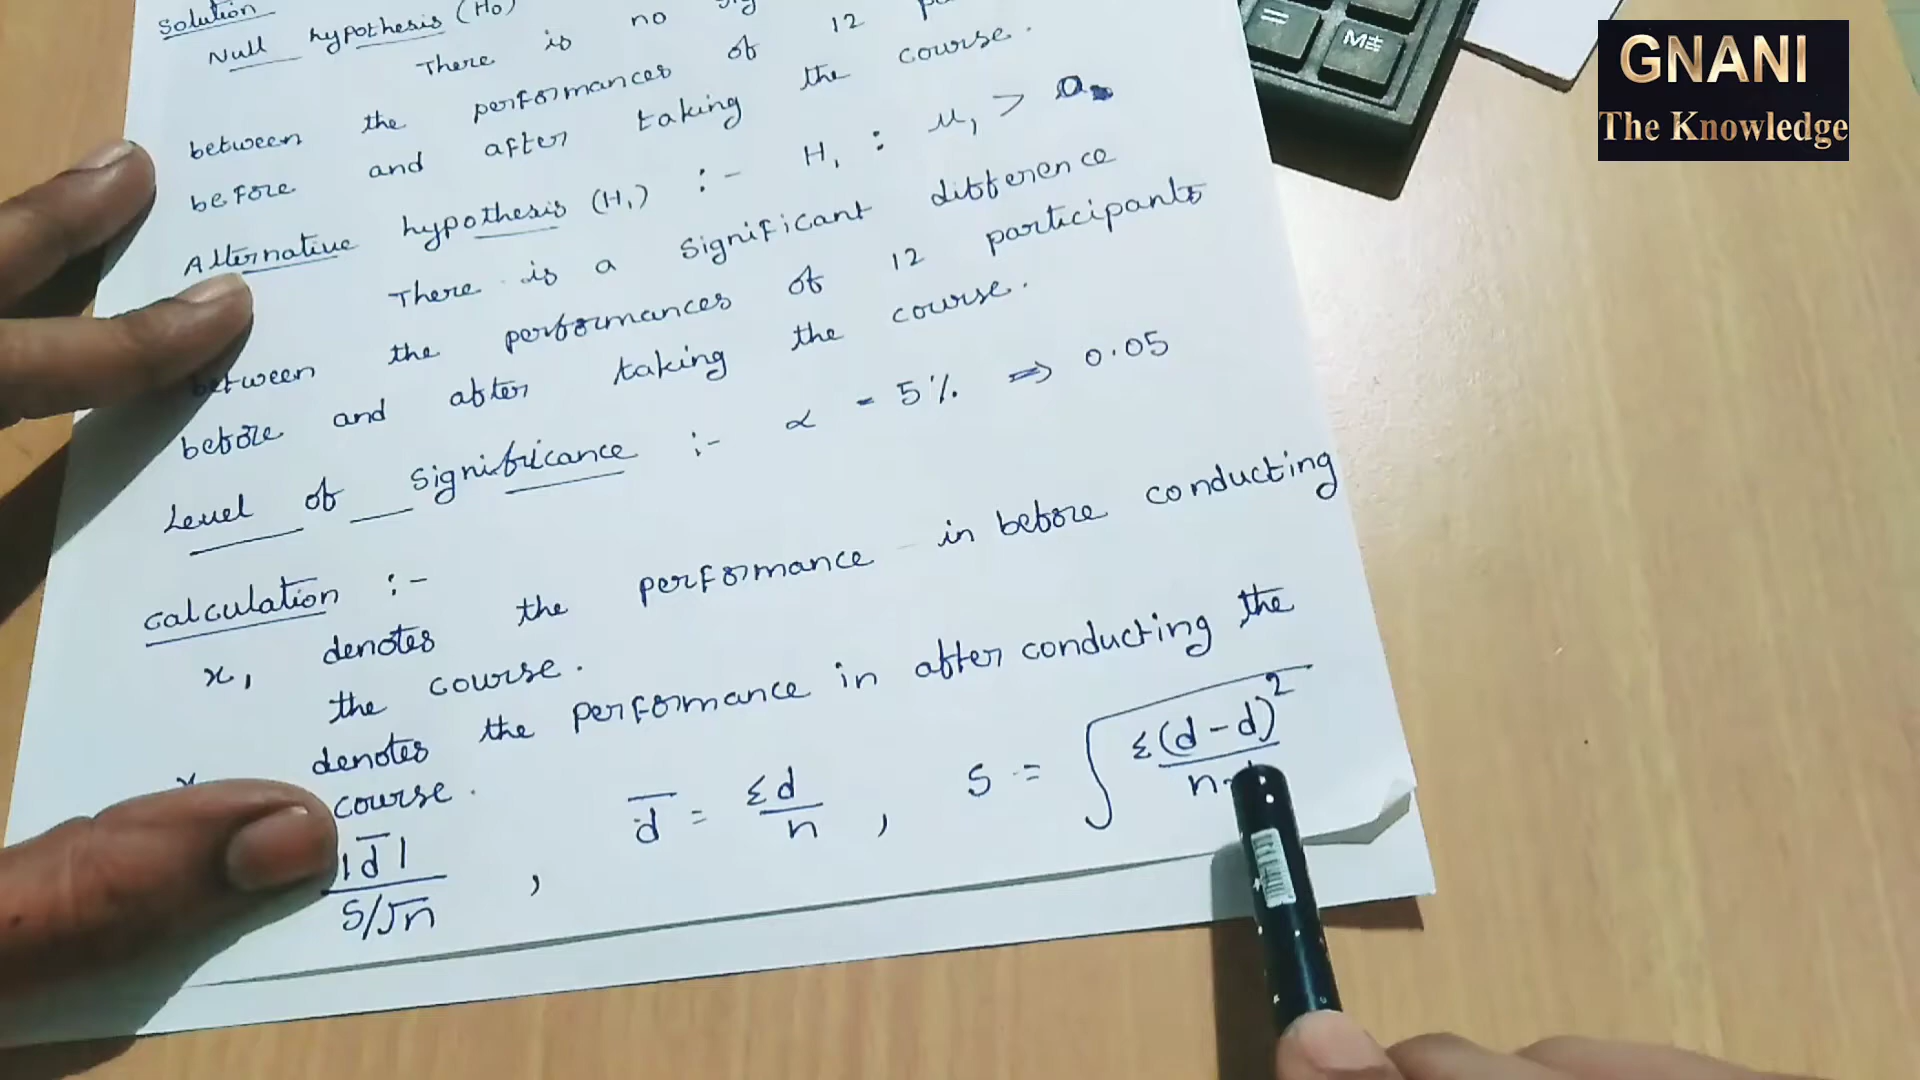 Solution
Null hypothesis (H0)
There is no
between the performances of 12
before and after taking the course.
Alternative hypothesis (H1) :- H1 : μ1 >
There is a significant difference
between the performances of 12 participants
before and after taking the course.
Level of significance :- α = 5% ⇒ 0.05
Calculation :-
x1 denotes the performance in before conducting
the course.
denotes the performance in after conducting the
course.
|d̅| / S/√n , d̅ = Σd / n , S = √Σ(d-d)² / n-1
=
M±
GNANI
The Knowledge